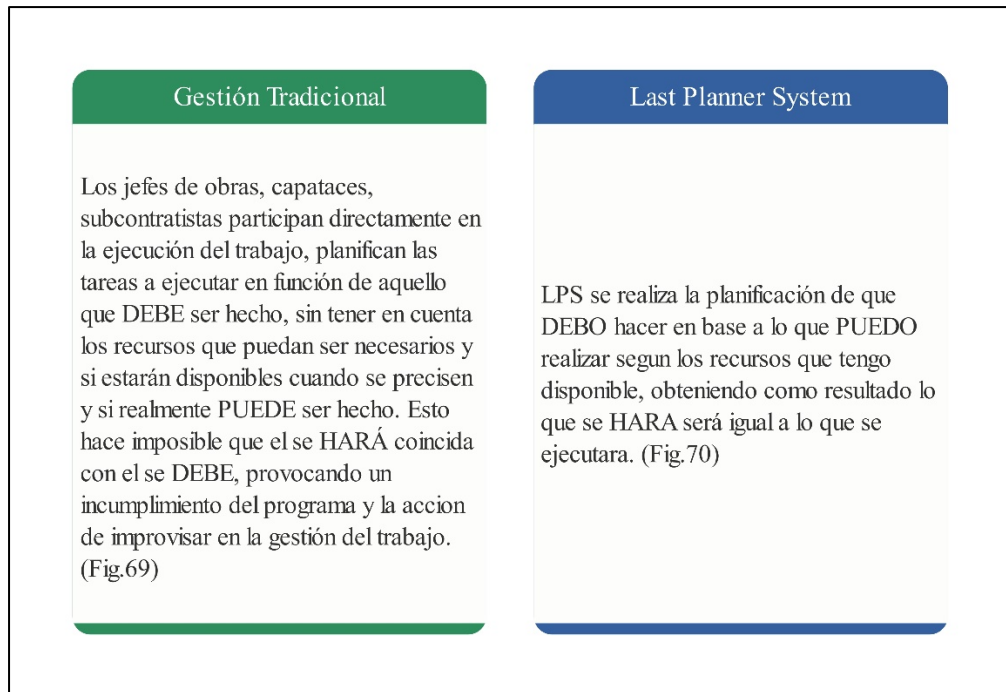 Gestión Tradicional
Los jefes de obras, capataces,
subcontratistas participan directamente en
la ejecución del trabajo, planifican las
tareas a ejecutar en función de aquello
que DEBE ser hecho, sin tener en cuenta
los recursos que puedan ser necesarios y
si estarán disponibles cuando se precisen
y si realmente PUEDE ser hecho. Esto
hace imposible que el se HARÁ coincida
con el se DEBE, provocando un
incumplimiento del programa y la accion
de improvisar en la gestión del trabajo.
(Fig.69)
Last Planner System
LPS se realiza la planificación de que
DEBO hacer en base a lo que PUEDO
realizar segun los recursos que tengo
disponible, obteniendo como resultado lo
que se HARA será igual a lo que se
ejecutara. (Fig.70)